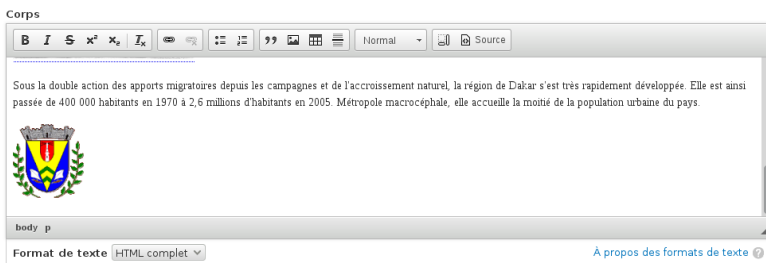 Corps
B I S x² x₂ Tx Normal Source
Sous la double action des apports migratoires depuis les campagnes et de l'accroissement naturel, la région de Dakar s'est très rapidement développée. Elle est ainsi
passée de 400 000 habitants en 1970 à 2,6 millions d'habitants en 2005. Métropole macrocéphale, elle accueille la moitié de la population urbaine du pays.
body p
Format de texte HTML complet À propos des formats de texte ?